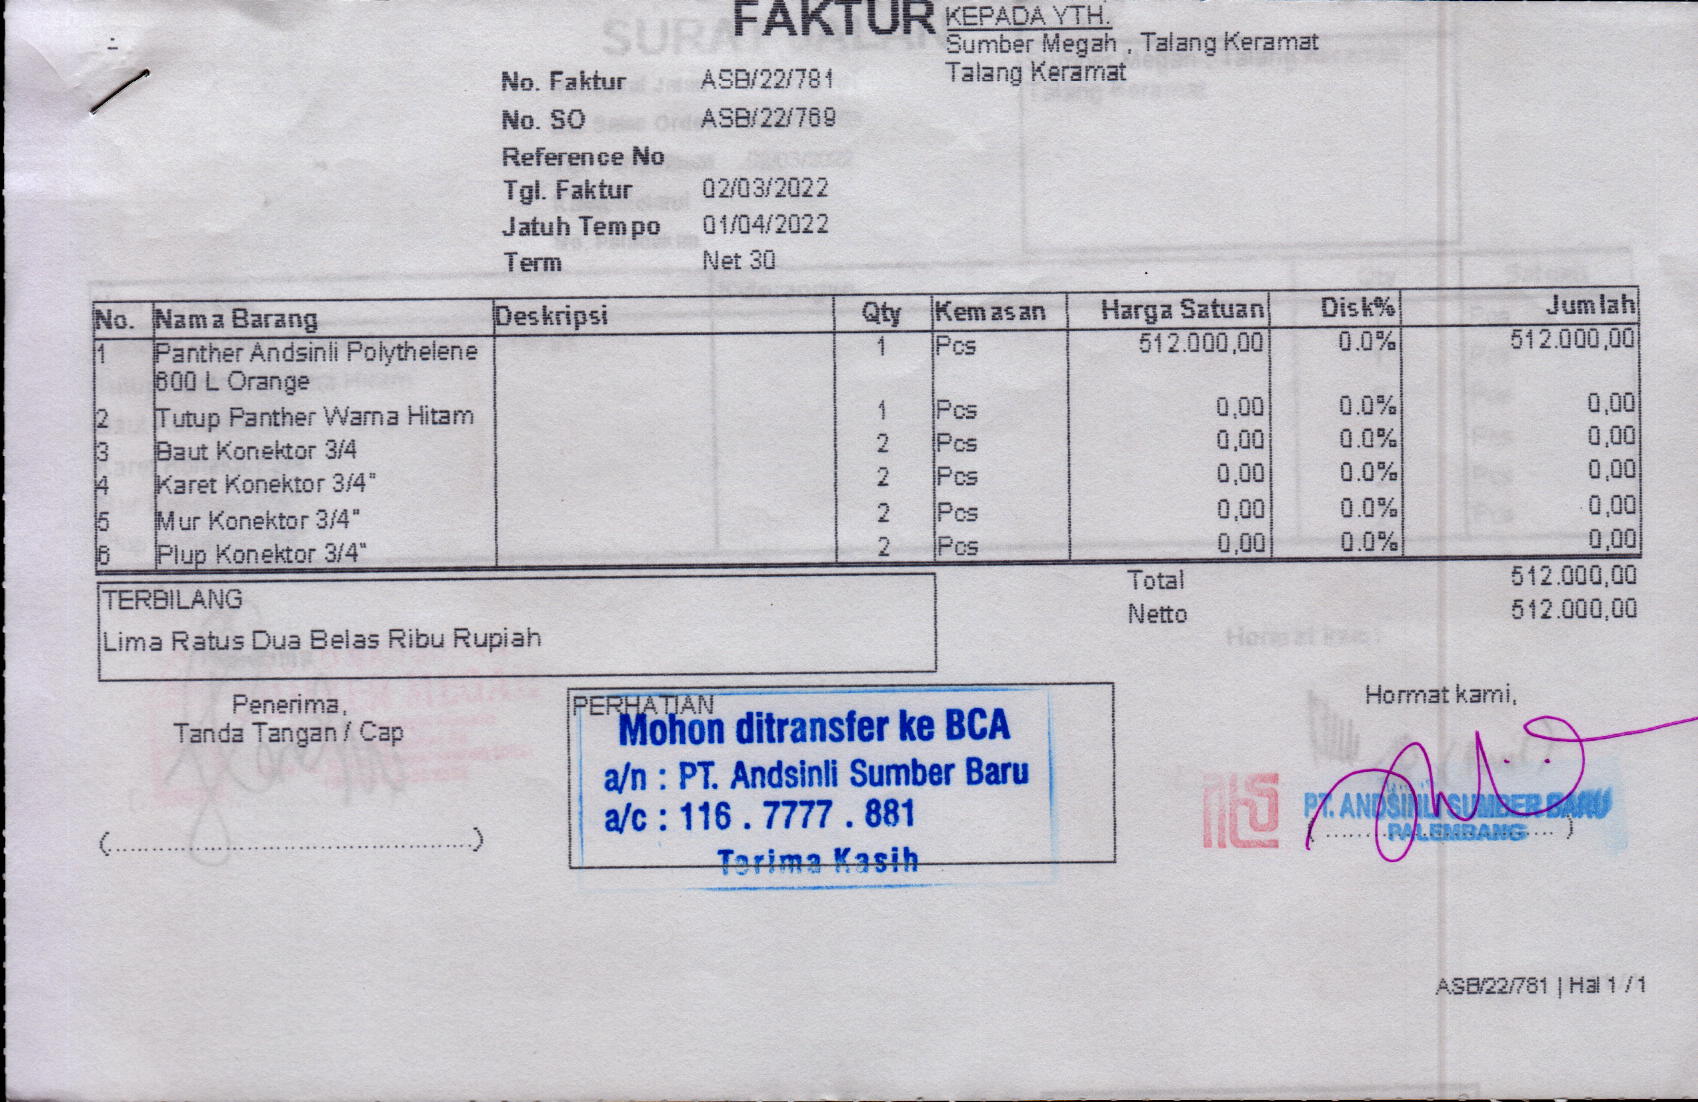 FAKTUR
KEPADA YTH.
Sumber Megah , Talang Keramat
Talang Keramat
No. Faktur ASB/22/781
No. SO ASB/22/769
Reference No
Tgl. Faktur 02/03/2022
Jatuh Tempo 01/04/2022
Term Net 30
No. Nama Barang Deskripsi Qty Kemasan Harga Satuan Disk% Jumlah
1 Panther Andsinli Polythelene 1 Pcs 512.000,00 0.0% 512.000,00
600 L Orange
2 Tutup Panther Warna Hitam 1 Pcs 0,00 0.0% 0,00
3 Baut Konektor 3/4 2 Pcs 0,00 0.0% 0,00
4 Karet Konektor 3/4" 2 Pcs 0,00 0.0% 0,00
5 Mur Konektor 3/4" 2 Pcs 0,00 0.0% 0,00
6 Plup Konektor 3/4" 2 Pcs 0,00 0.0% 0,00
Total 512.000,00
Netto 512.000,00
TERBILANG
Lima Ratus Dua Belas Ribu Rupiah
Penerima,
Tanda Tangan / Cap
(............................................)
PERHATIAN
Mohon ditransfer ke BCA
a/n : PT. Andsinli Sumber Baru
a/c : 116 . 7777 . 881
Terima Kasih
Hormat kami,
PT. ANDSINLI SUMBER BARU
PALEMBANG
ASB/22/781 | Hal 1 / 1